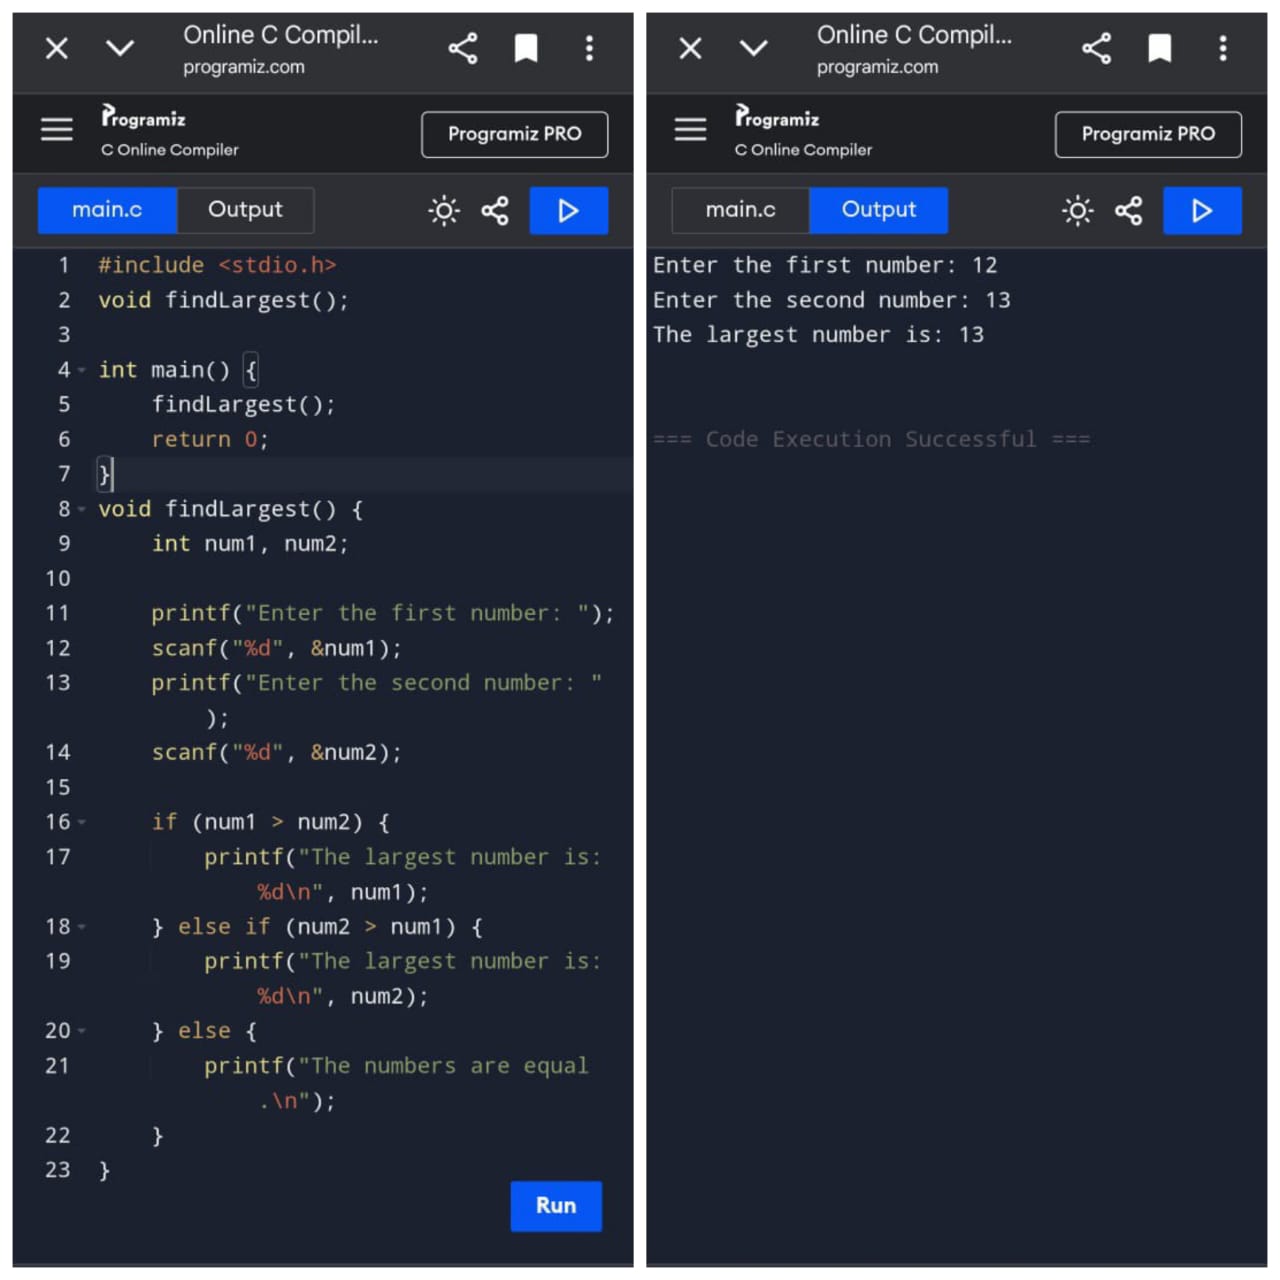 Online C Compil...
programiz.com
Programiz
C Online Compiler
Programiz PRO
main.c
Output
1 #include <stdio.h>
2 void findLargest();
3
4 int main() {
5 findLargest();
6 return 0;
7 }
8 void findLargest() {
9 int num1, num2;
10
11 printf("Enter the first number: ");
12 scanf("%d", &num1);
13 printf("Enter the second number: "
);
14 scanf("%d", &num2);
15
16 if (num1 > num2) {
17 printf("The largest number is:
%d\n", num1);
18 } else if (num2 > num1) {
19 printf("The largest number is:
%d\n", num2);
20 } else {
21 printf("The numbers are equal
.\n");
22 }
23 }
Run
Online C Compil...
programiz.com
Programiz
C Online Compiler
Programiz PRO
main.c
Output
Enter the first number: 12
Enter the second number: 13
The largest number is: 13
=== Code Execution Successful ===